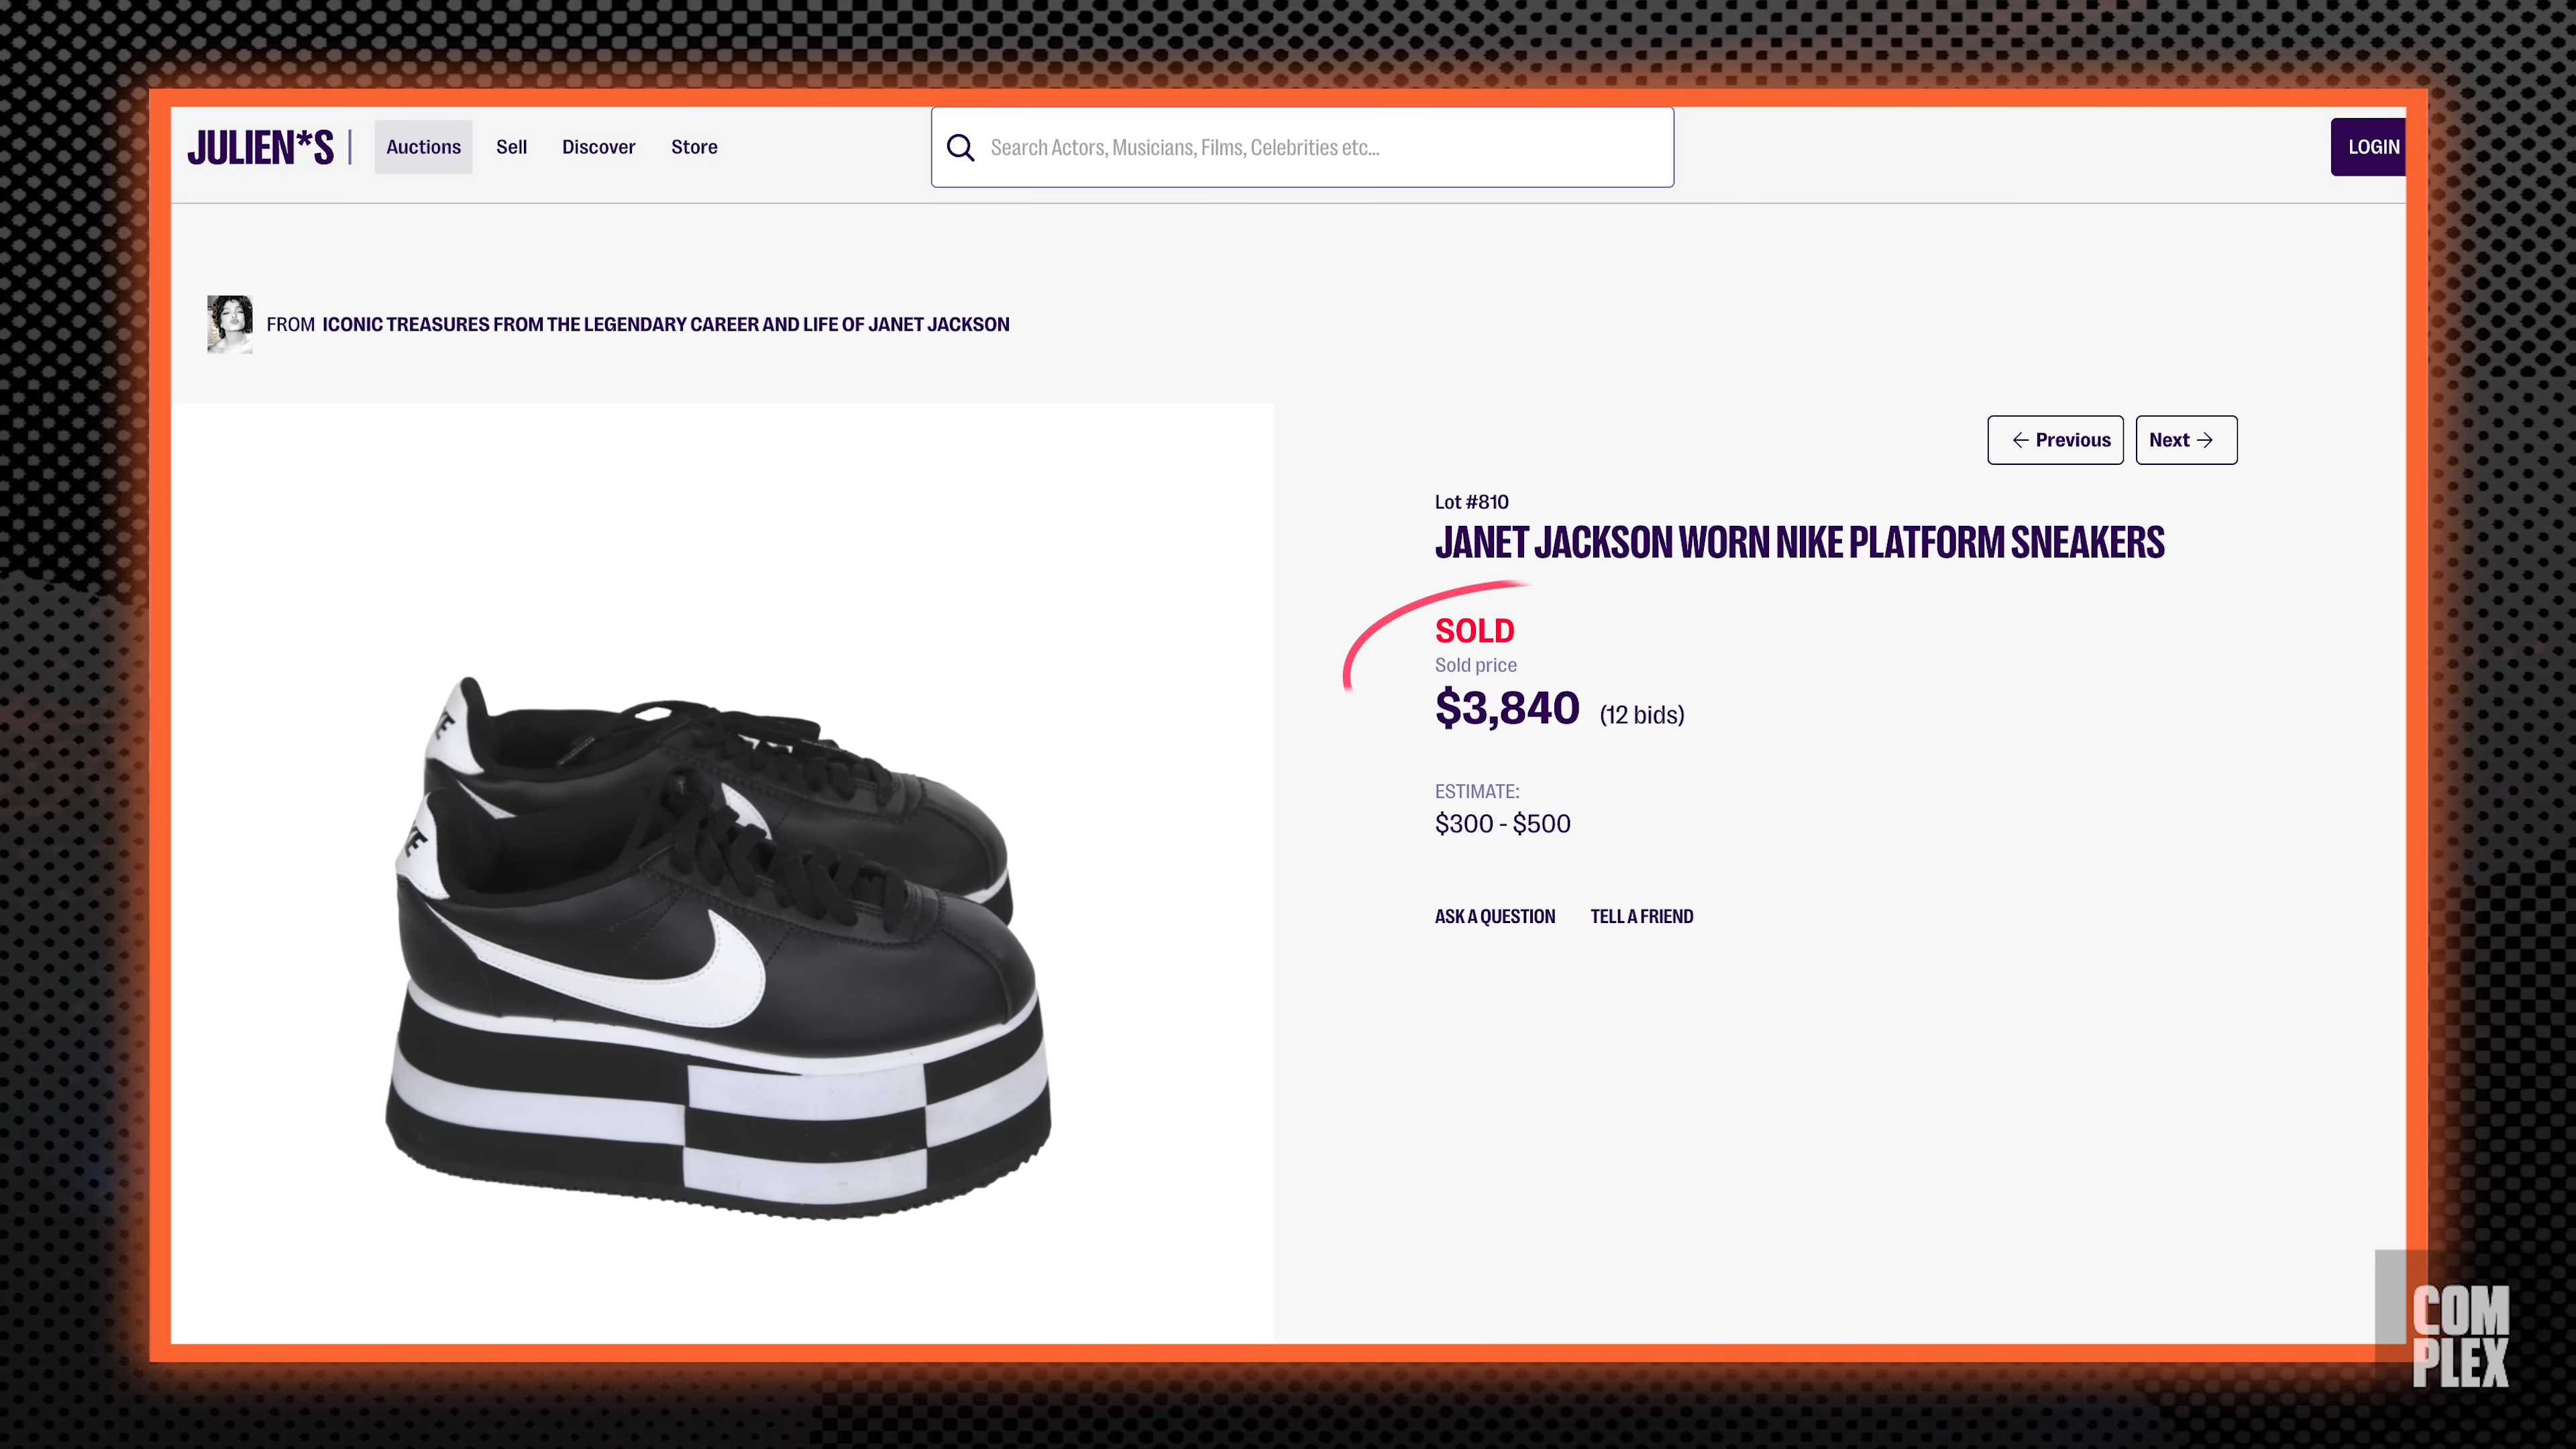 JULIEN*S
Auctions
Sell
Discover
Store
Search Actors, Musicians, Films, Celebrities etc...
LOGIN
FROM ICONIC TREASURES FROM THE LEGENDARY CAREER AND LIFE OF JANET JACKSON
← Previous
Next →
Lot #810
JANET JACKSON WORN NIKE PLATFORM SNEAKERS
SOLD
Sold price
$3,840 (12 bids)
ESTIMATE:
$300 - $500
ASK A QUESTION
TELL A FRIEND
COM
PLEX